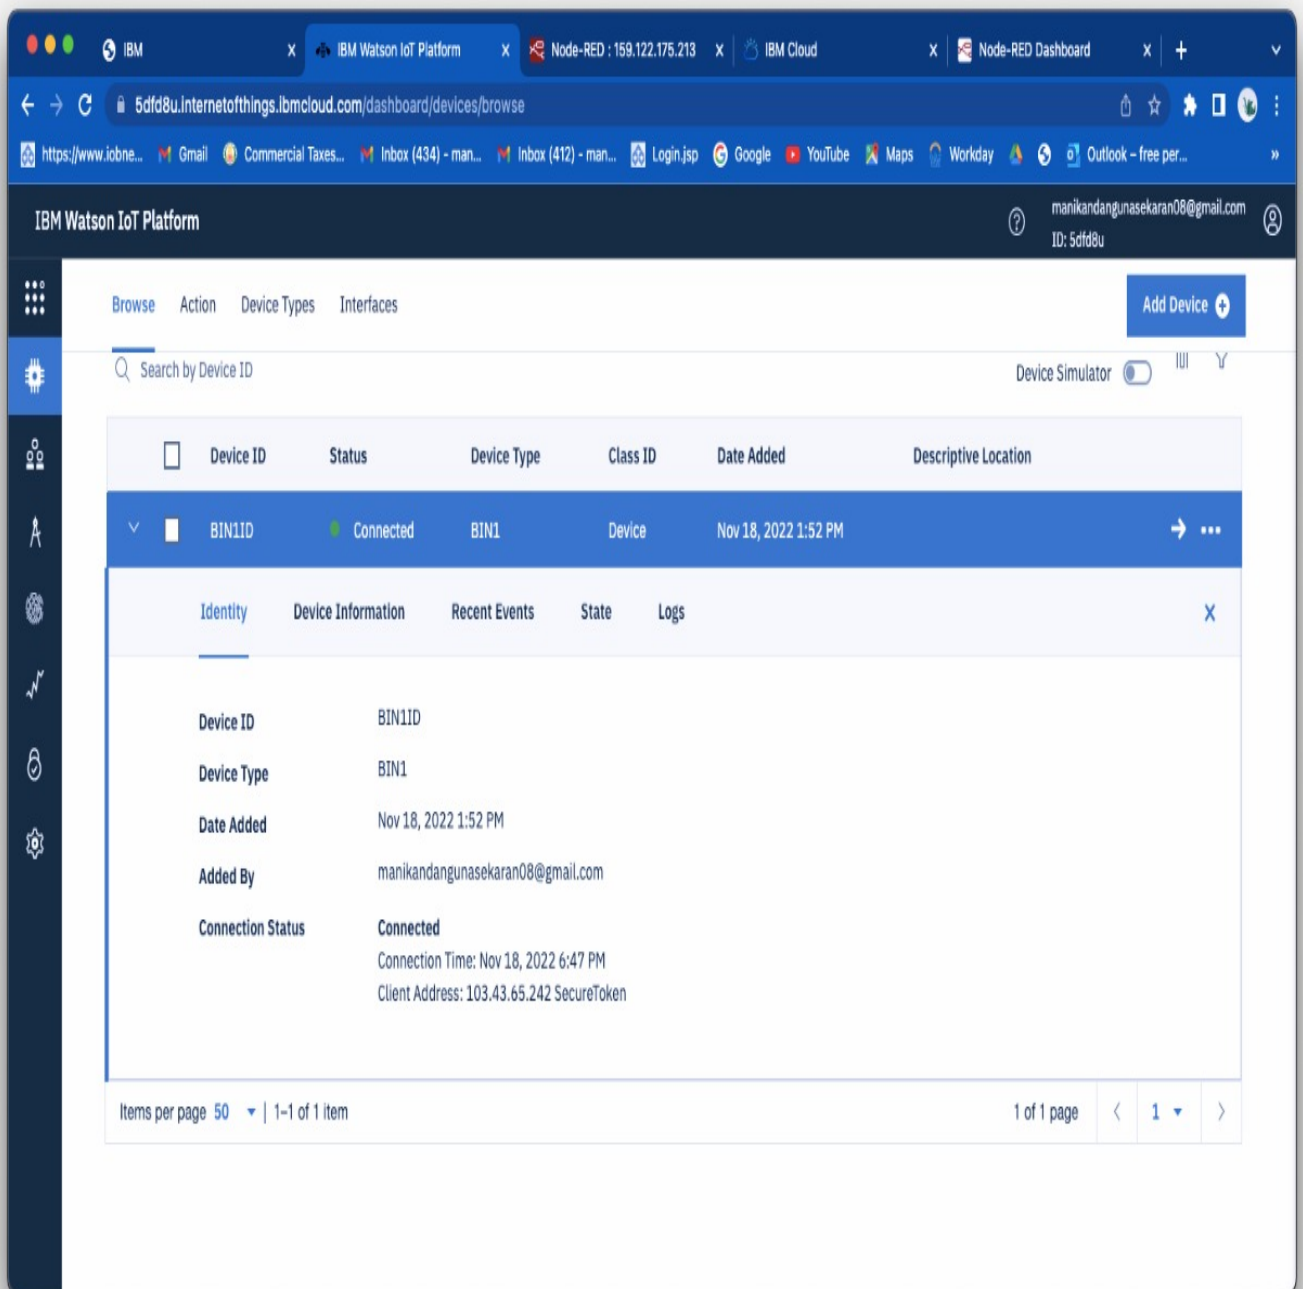 IBM
IBM Watson IoT Platform
Node-RED : 159.122.175.213
IBM Cloud
Node-RED Dashboard
5dfd8u.internetofthings.ibmcloud.com/dashboard/devices/browse
https://www.iobne... Gmail Commercial Taxes... Inbox (434) – man... Inbox (412) – man... Login.jsp Google YouTube Maps Workday Outlook – free per... »
IBM Watson IoT Platform
manikandangunasekaran08@gmail.com
ID: 5dfd8u
Browse Action Device Types Interfaces
Add Device
Search by Device ID
Device Simulator
Device ID Status Device Type Class ID Date Added Descriptive Location
BIN1ID Connected BIN1 Device Nov 18, 2022 1:52 PM
Identity Device Information Recent Events State Logs
Device ID BIN1ID
Device Type BIN1
Date Added Nov 18, 2022 1:52 PM
Added By manikandangunasekaran08@gmail.com
Connection Status Connected
Connection Time: Nov 18, 2022 6:47 PM
Client Address: 103.43.65.242 SecureToken
Items per page 50 | 1–1 of 1 item
1 of 1 page 1